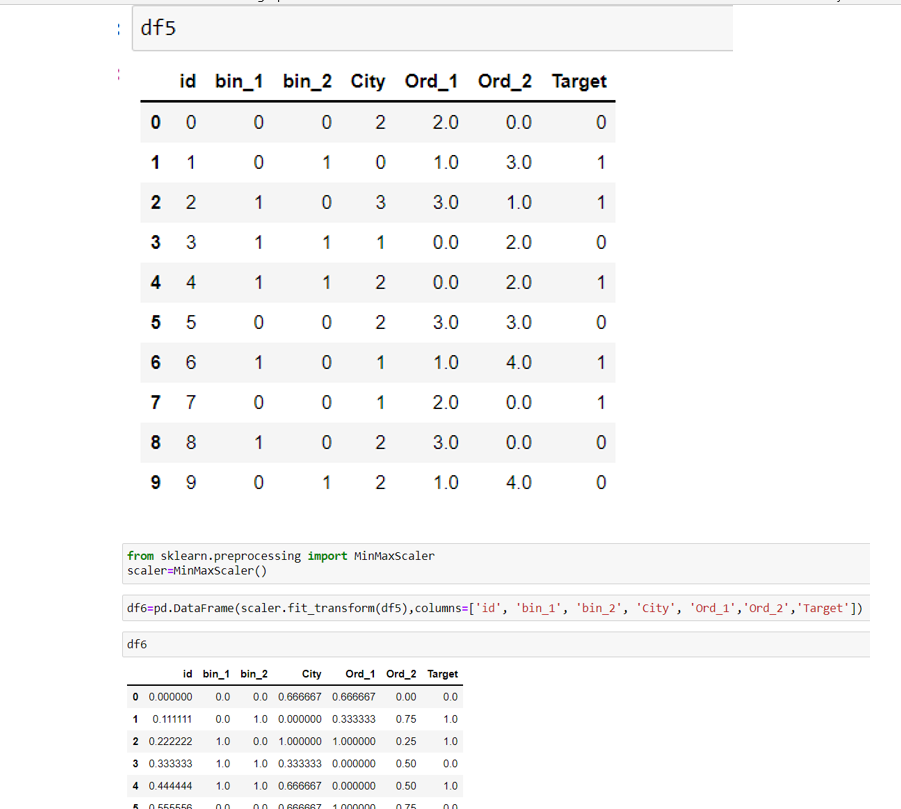 df5
id bin_1 bin_2 City Ord_1 Ord_2 Target
0 0 0 0 2 2.0 0.0 0
1 1 0 1 0 1.0 3.0 1
2 2 1 0 3 3.0 1.0 1
3 3 1 1 1 0.0 2.0 0
4 4 1 1 2 0.0 2.0 1
5 5 0 0 2 3.0 3.0 0
6 6 1 0 1 1.0 4.0 1
7 7 0 0 1 2.0 0.0 1
8 8 1 0 2 3.0 0.0 0
9 9 0 1 2 1.0 4.0 0
from sklearn.preprocessing import MinMaxScaler
scaler=MinMaxScaler()
df6=pd.DataFrame(scaler.fit_transform(df5),columns=['id', 'bin_1', 'bin_2', 'City', 'Ord_1','Ord_2','Target'])
df6
id bin_1 bin_2 City Ord_1 Ord_2 Target
0 0.000000 0.0 0.0 0.666667 0.666667 0.00 0.0
1 0.111111 0.0 1.0 0.000000 0.333333 0.75 1.0
2 0.222222 1.0 0.0 1.000000 1.000000 0.25 1.0
3 0.333333 1.0 1.0 0.333333 0.000000 0.50 0.0
4 0.444444 1.0 1.0 0.666667 0.000000 0.50 1.0
5 0.555556 0.0 0.0 0.666667 1.000000 0.75 0.0